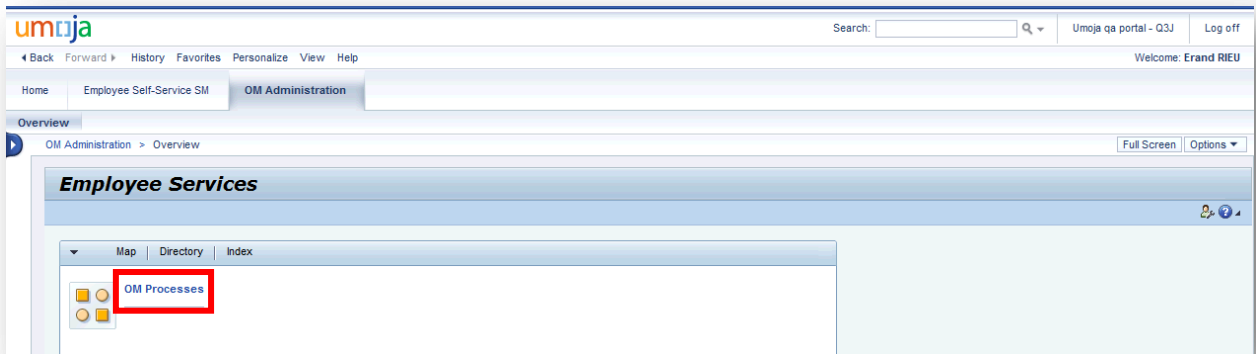 umoja Search: Umoja qa portal - Q3J Log off
Back Forward History Favorites Personalize View Help Welcome: Erand RIEU
Home Employee Self-Service SM OM Administration
Overview
OM Administration > Overview Full Screen Options
Employee Services
Map Directory Index
OM Processes